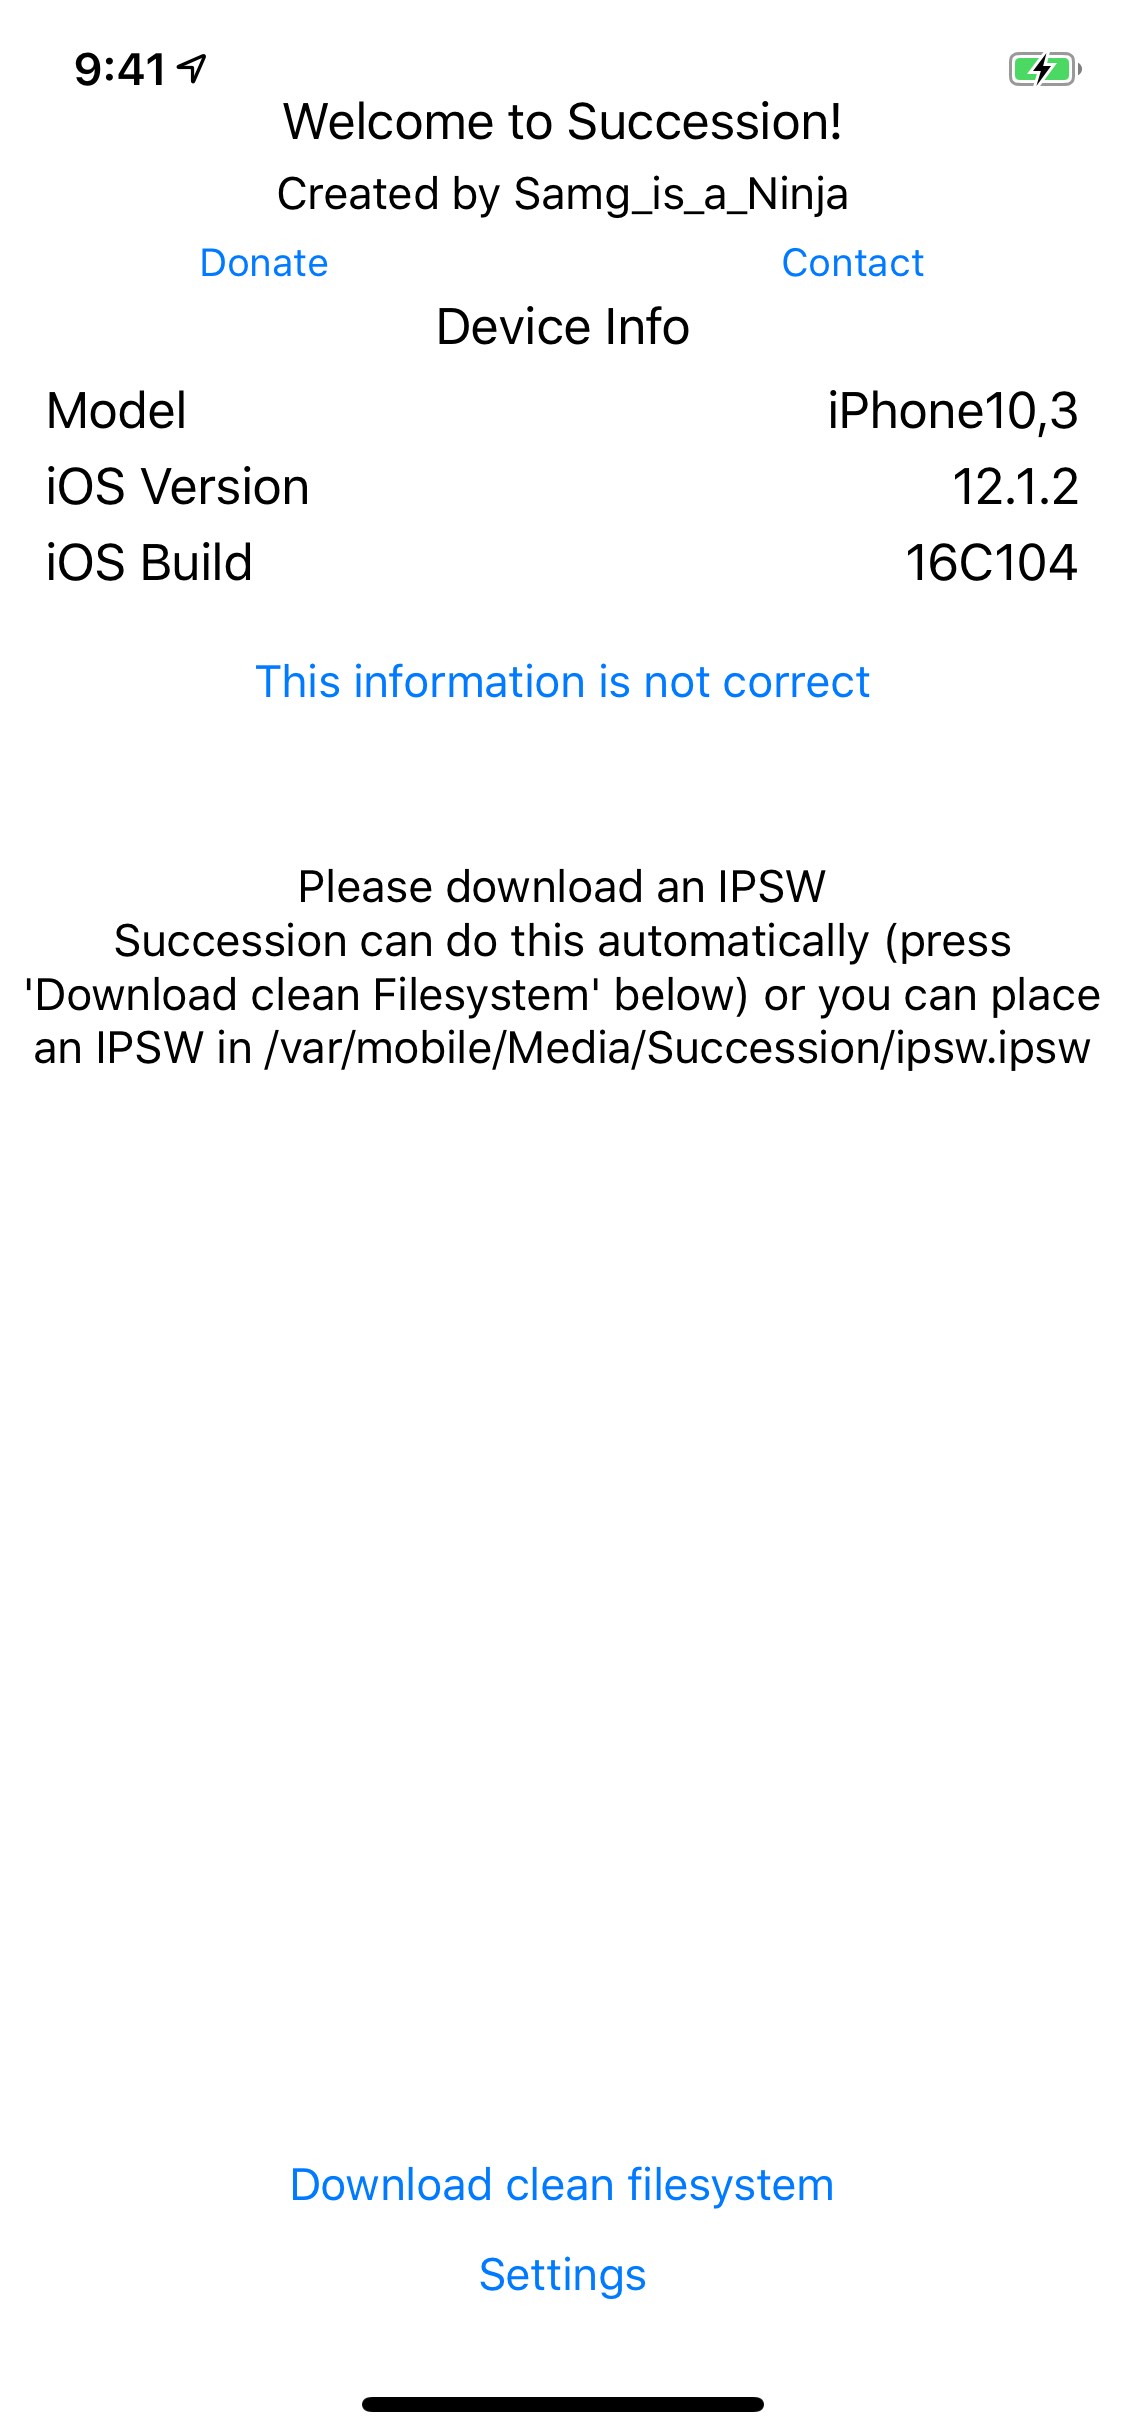 9:41
Welcome to Succession!
Created by Samg_is_a_Ninja
Donate Contact
Device Info
Model iPhone10,3
iOS Version 12.1.2
iOS Build 16C104
This information is not correct
Please download an IPSW
Succession can do this automatically (press
'Download clean Filesystem' below) or you can place
an IPSW in /var/mobile/Media/Succession/ipsw.ipsw
Download clean filesystem
Settings